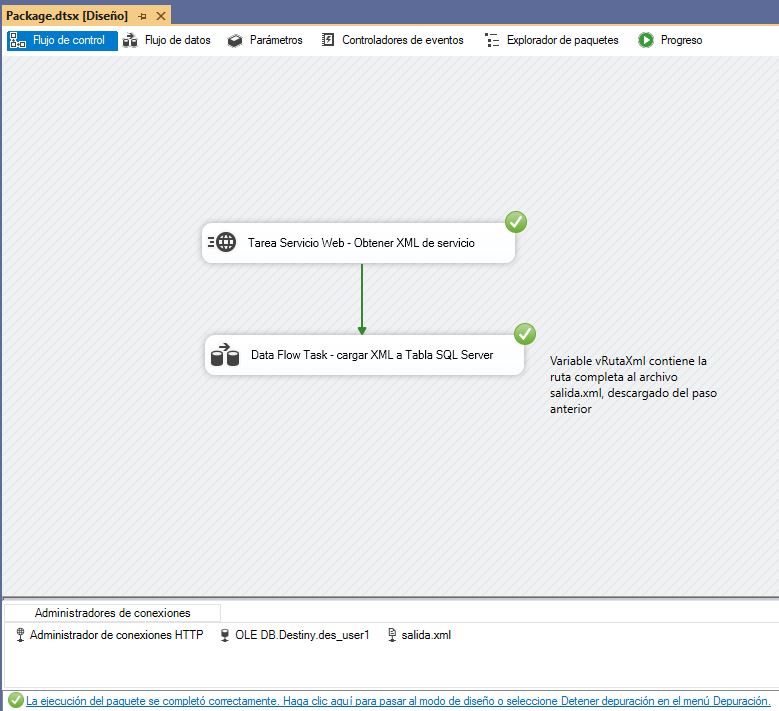 Package.dtsx [Diseño]
Flujo de control
Flujo de datos
Parámetros
Controladores de eventos
Explorador de paquetes
Progreso
Tarea Servicio Web - Obtener XML de servicio
Data Flow Task - cargar XML a Tabla SQL Server
Variable vRutaXml contiene la
ruta completa al archivo
salida.xml, descargado del paso
anterior
Administradores de conexiones
Administrador de conexiones HTTP
OLE DB.Destiny.des_user1
salida.xml
La ejecución del paquete se completó correctamente. Haga clic aquí para pasar al modo de diseño o seleccione Detener depuración en el menú Depuración.